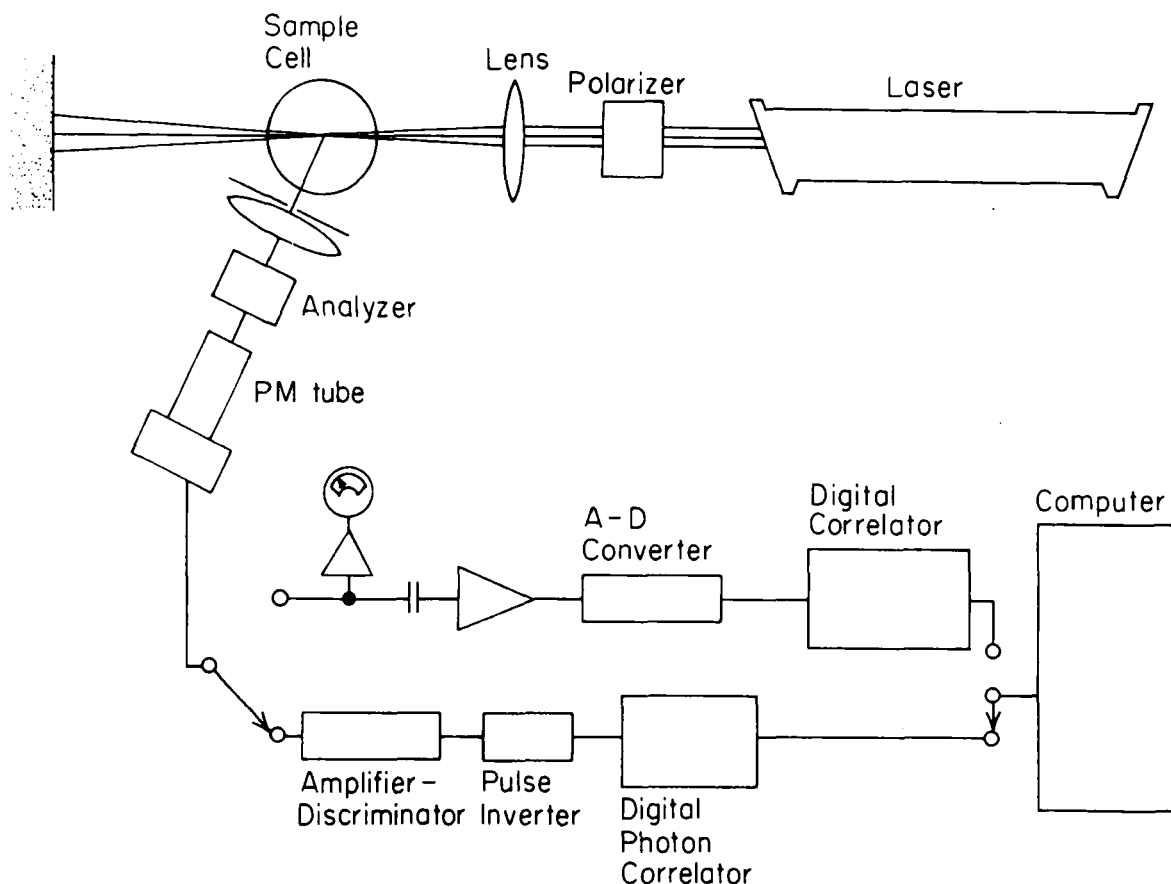 Sample
Cell
Lens
Polarizer
Laser
Analyzer
PM tube
A-D
Converter
Digital
Correlator
Computer
Amplifier-
Discriminator
Pulse
Inverter
Digital
Photon
Correlator